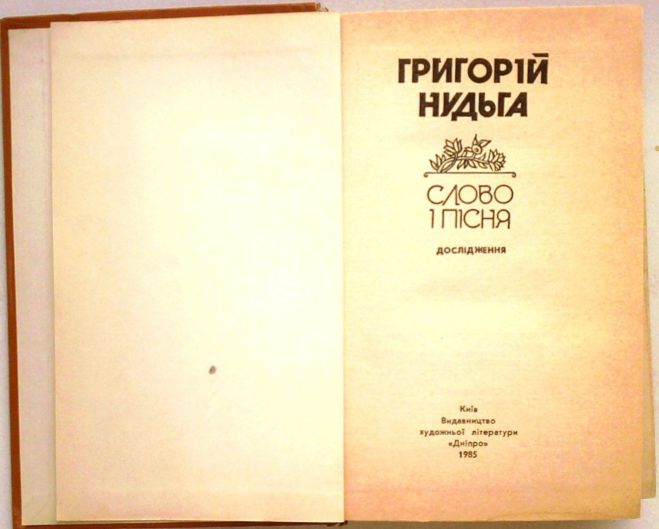 ГРИГОРІЙ
НУДЬГА
СЛОВО
І ПІСНЯ
ДОСЛІДЖЕННЯ
Київ
Видавництво
художньої літератури
«Дніпро»
1985